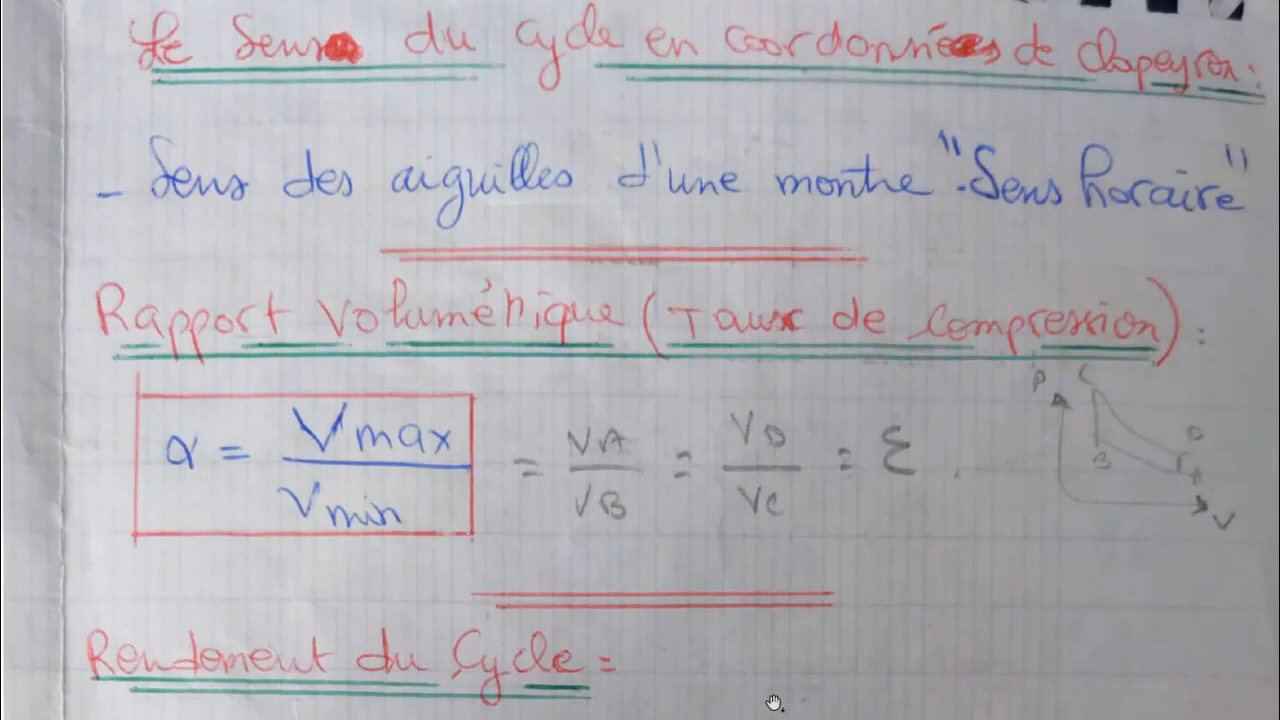 Le Sens du Cycle en coordonnées de Clapeyron :
- Sens des aiguilles d'une montre ". Sens horaire"
Rapport Volumétrique (Taux de compression) :
α = Vmax / Vmin = VA / VB = VD / VC = Ɛ .
P C
D
B
A
V
Rendement du Cycle =